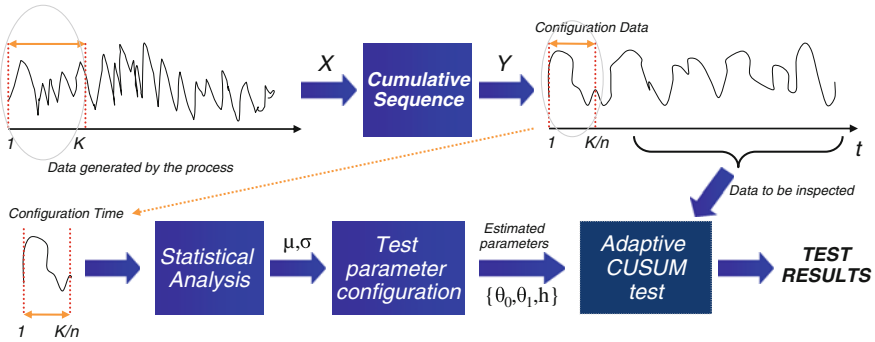 Configuration Data
X
Cumulative
Sequence
Y
1
K
Data generated by the process
1
K/n
t
Data to be inspected
Configuration Time
1
K/n
Statistical
Analysis
μ,σ
Test
parameter
configuration
Estimated
parameters
{θ0,θ1,h}
Adaptive
CUSUM
test
TEST
RESULTS